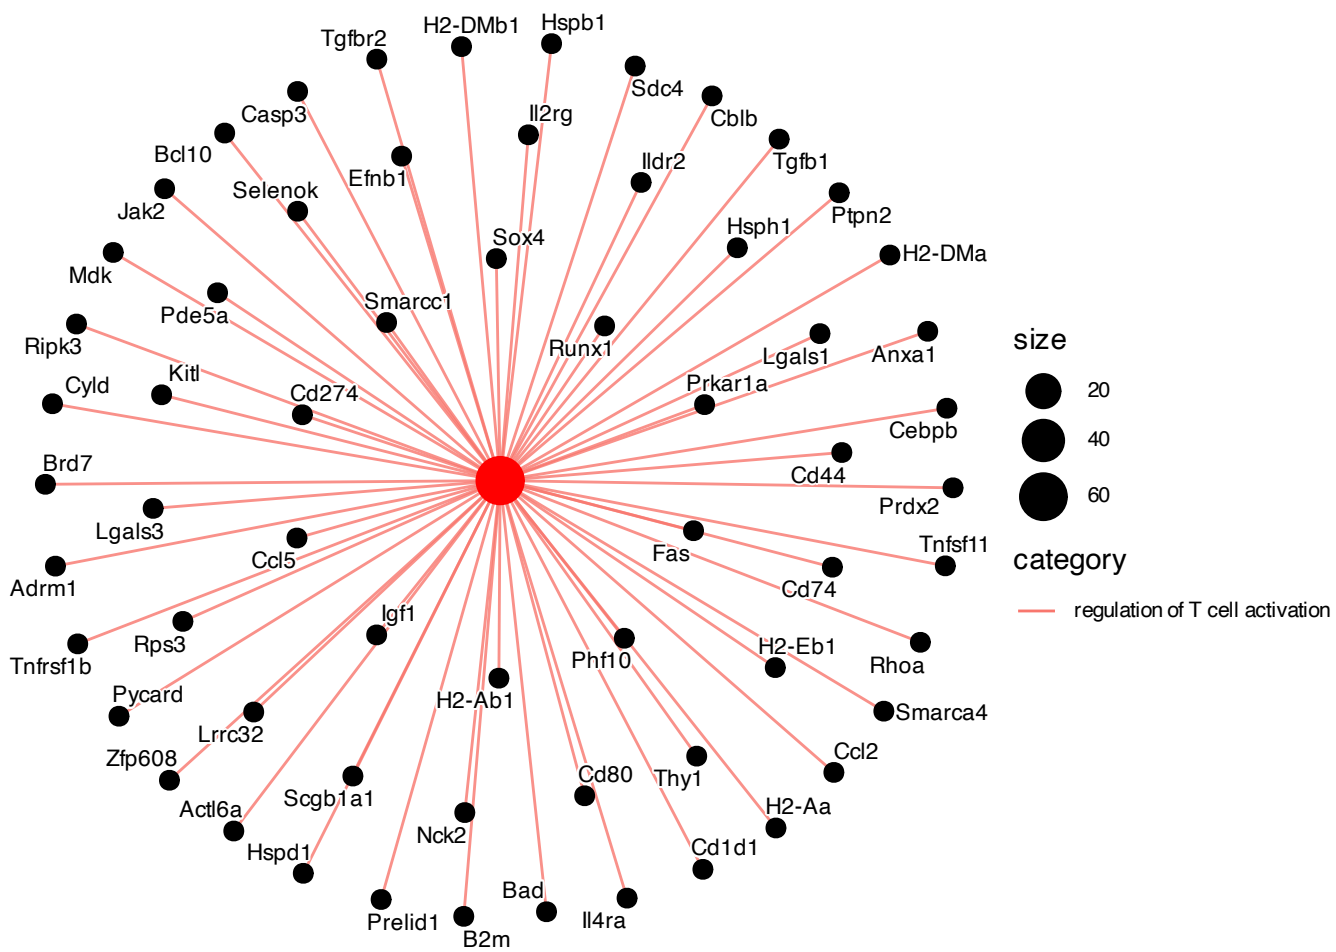 H2-DMb1
Hspb1
Tgfbr2
Sdc4
Casp3
Il2rg
Cblb
Bcl10
Efnb1
Ildr2
Tgfb1
Selenok
Jak2
Ptpn2
Hsph1
Sox4
H2-DMa
Mdk
Smarcc1
Pde5a
Ripk3
Runx1
Lgals1
Anxa1
size
Kitl
Cyld
Cd274
Prkar1a
20
Cebpb
40
Brd7
Cd44
60
Lgals3
Prdx2
Ccl5
Fas
Tnfsf11
category
Adrm1
Cd74
Igf1
regulation of T cell activation
Rps3
Tnfrsf1b
Phf10
H2-Eb1
Rhoa
Pycard
H2-Ab1
Smarca4
Lrrc32
Zfp608
Ccl2
Cd80
Thy1
Scgb1a1
Actl6a
H2-Aa
Nck2
Hspd1
Cd1d1
Bad
Prelid1
Il4ra
B2m